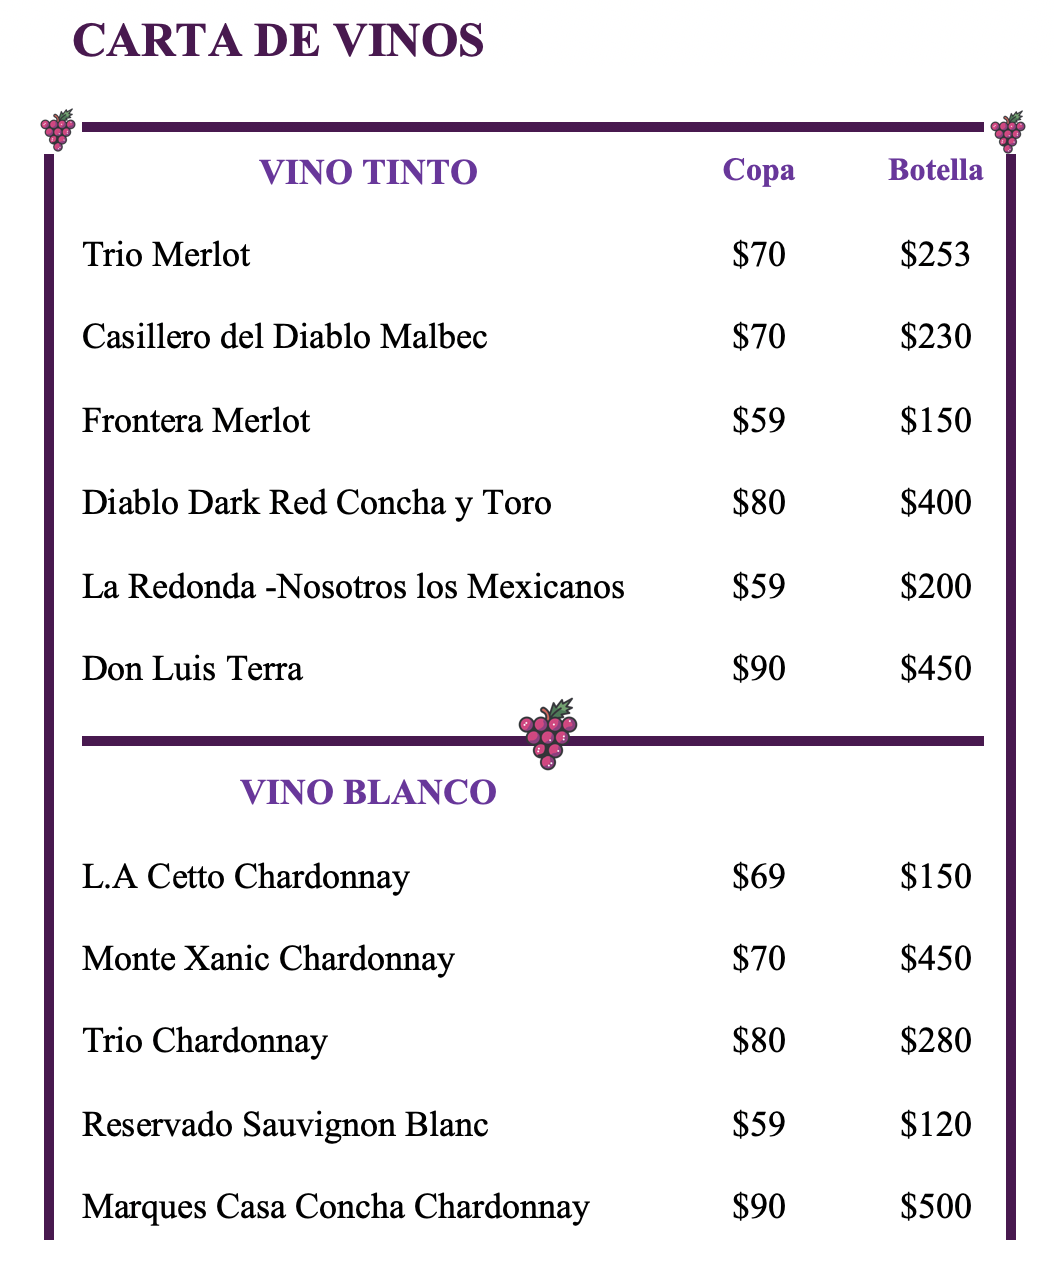 CARTA DE VINOS
VINO TINTO Copa Botella
Trio Merlot $70 $253
Casillero del Diablo Malbec $70 $230
Frontera Merlot $59 $150
Diablo Dark Red Concha y Toro $80 $400
La Redonda -Nosotros los Mexicanos $59 $200
Don Luis Terra $90 $450
VINO BLANCO
L.A Cetto Chardonnay $69 $150
Monte Xanic Chardonnay $70 $450
Trio Chardonnay $80 $280
Reservado Sauvignon Blanc $59 $120
Marques Casa Concha Chardonnay $90 $500